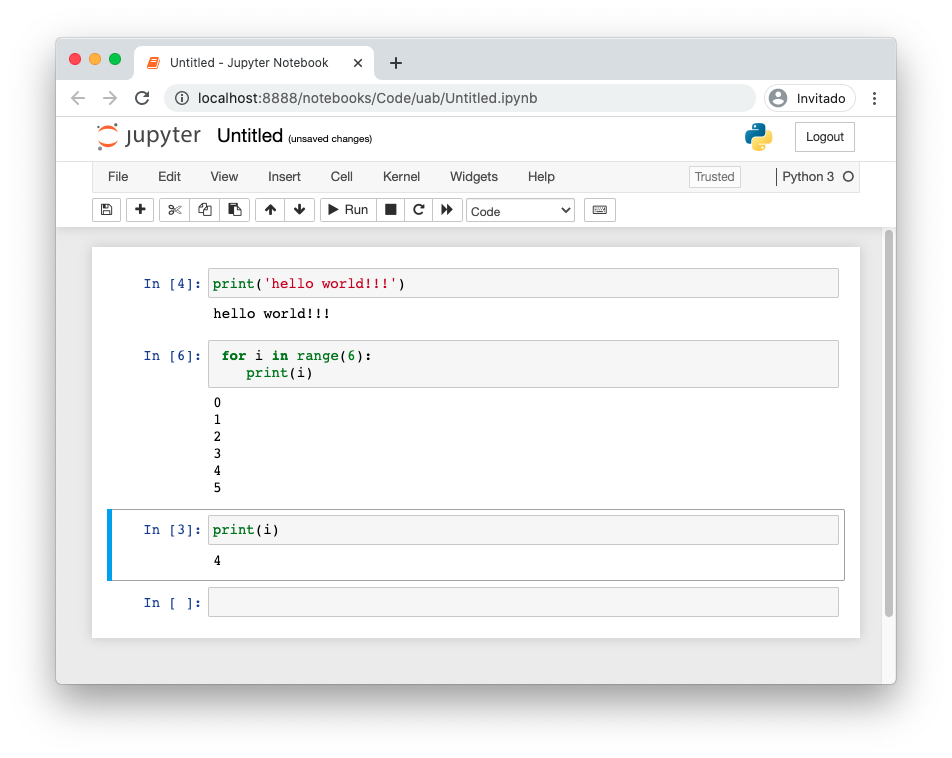 Untitled - Jupyter Notebook
localhost:8888/notebooks/Code/uab/Untitled.ipynb Invitado
jupyter Untitled (unsaved changes) Logout
File Edit View Insert Cell Kernel Widgets Help Trusted Python 3
Run Code
In [4]: print('hello world!!!')
hello world!!!
In [6]: for i in range(6):
print(i)
0
1
2
3
4
5
In [3]: print(i)
4
In [ ]: